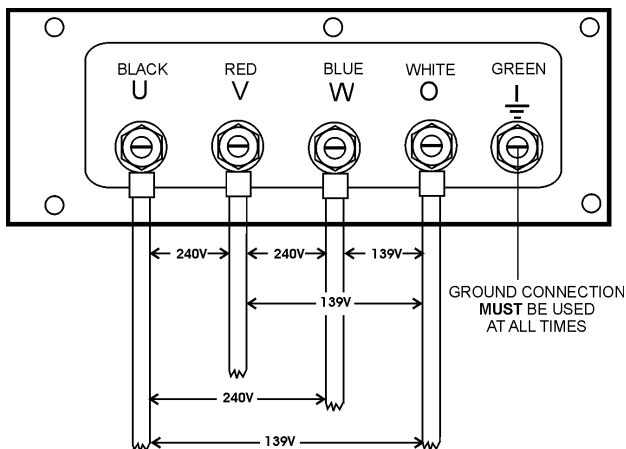 BLACK RED BLUE WHITE GREEN
U V W O I
240V 240V 139V
139V
GROUND CONNECTION
MUST BE USED
AT ALL TIMES
240V
139V